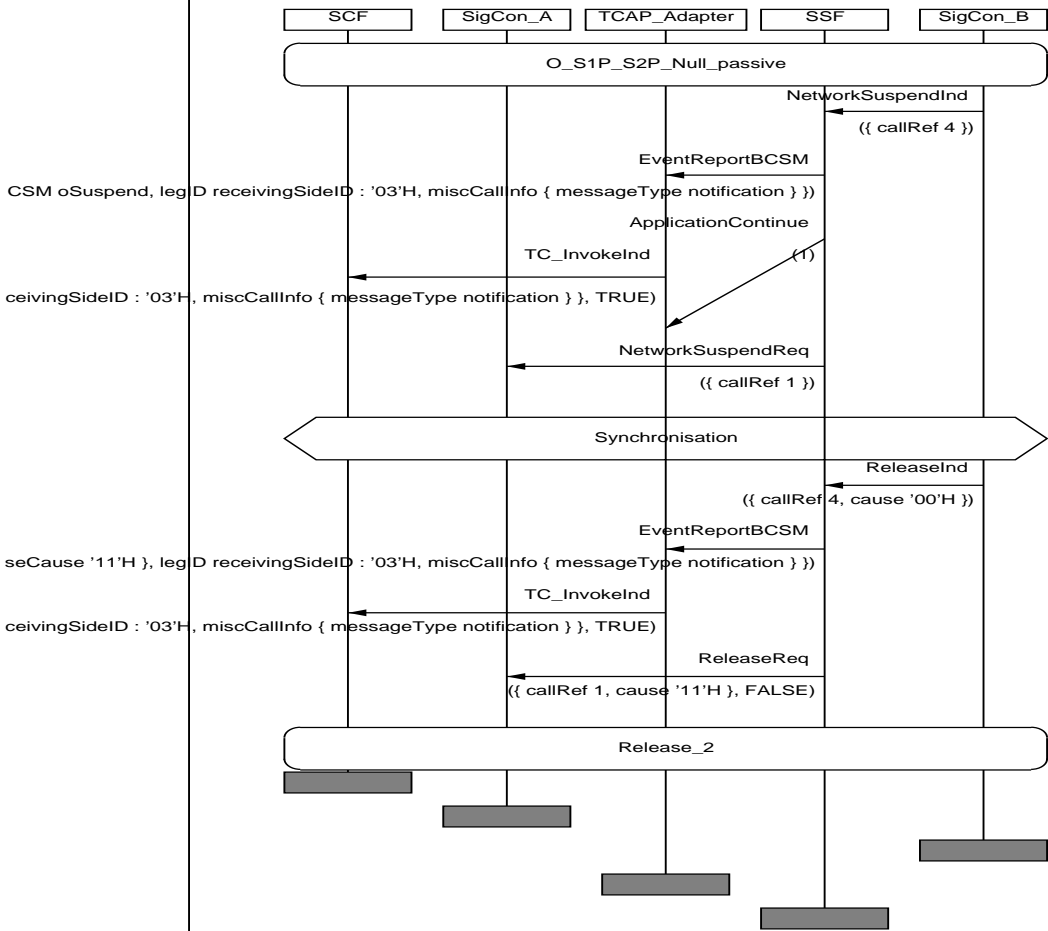 SCF SigCon_A TCAP_Adapter SSF SigCon_B
O_S1P_S2P_Null_passive
NetworkSuspendInd
({ callRef 4 })
EventReportBCSM
CSM oSuspend, legID receivingSideID : '03'H, miscCallInfo { messageType notification } })
ApplicationContinue
(1)
TC_InvokeInd
ceivingSideID : '03'H, miscCallInfo { messageType notification } }, TRUE)
NetworkSuspendReq
({ callRef 1 })
Synchronisation
ReleaseInd
({ callRef 4, cause '00'H })
EventReportBCSM
seCause '11'H }, legID receivingSideID : '03'H, miscCallInfo { messageType notification } })
TC_InvokeInd
ceivingSideID : '03'H, miscCallInfo { messageType notification } }, TRUE)
ReleaseReq
({ callRef 1, cause '11'H }, FALSE)
Release_2